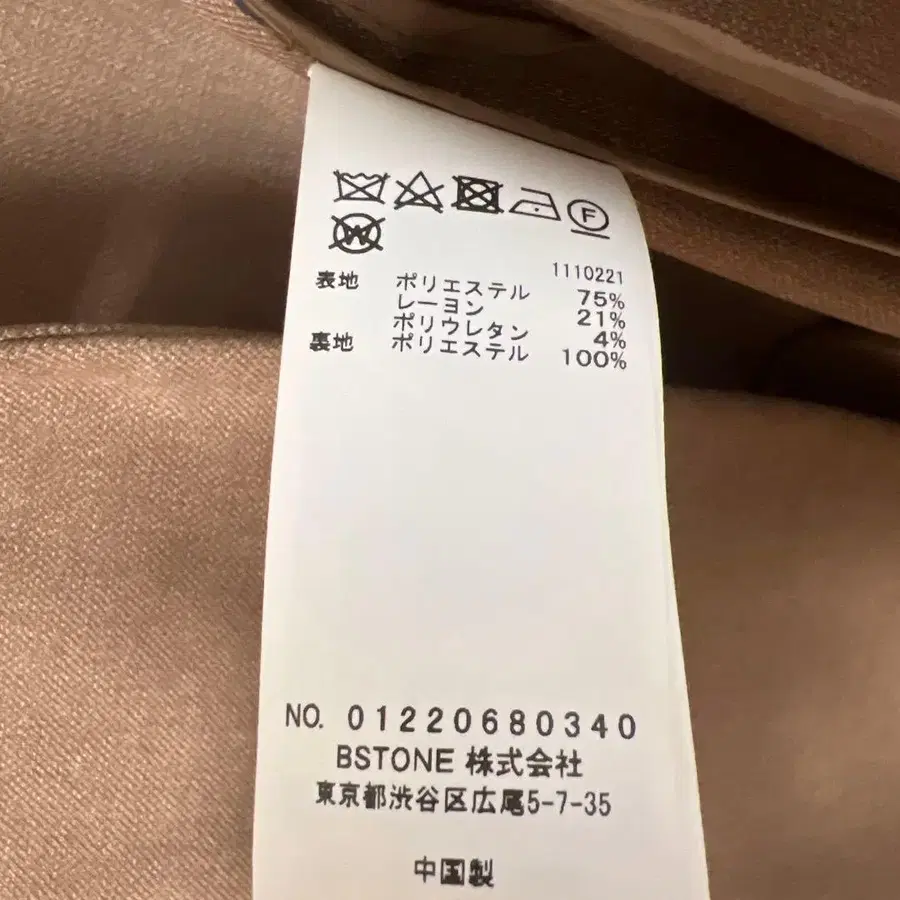 F
W
1110221
表地 ポリエステル 75%
レーヨン 21%
ポリウレタン 4%
裏地 ポリエステル 100%
NO. 01220680340
BSTONE 株式会社
東京都渋谷区広尾5-7-35
中国製